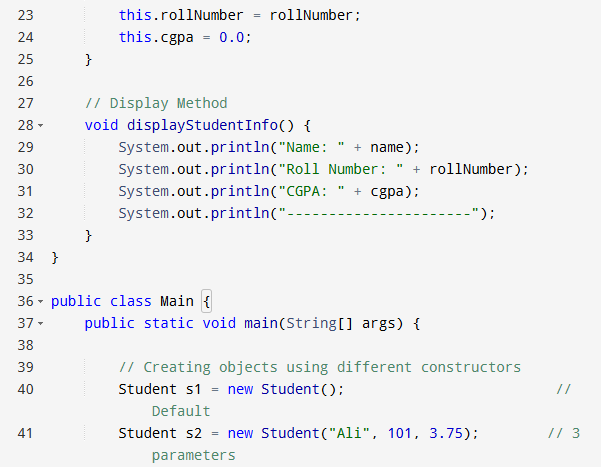 23 this.rollNumber = rollNumber;
24 this.cgpa = 0.0;
25 }
26
27 // Display Method
28 void displayStudentInfo() {
29 System.out.println("Name: " + name);
30 System.out.println("Roll Number: " + rollNumber);
31 System.out.println("CGPA: " + cgpa);
32 System.out.println("----------------------");
33 }
34 }
35
36 public class Main {
37 public static void main(String[] args) {
38
39 // Creating objects using different constructors
40 Student s1 = new Student(); //
Default
41 Student s2 = new Student("Ali", 101, 3.75); // 3
parameters